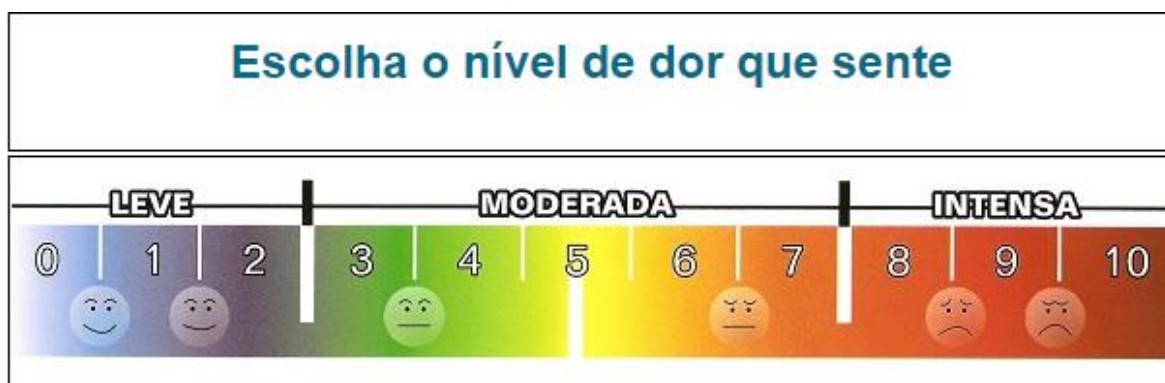 Escolha o nível de dor que sente
LEVE MODERADA INTENSA
0 1 2 3 4 5 6 7 8 9 10